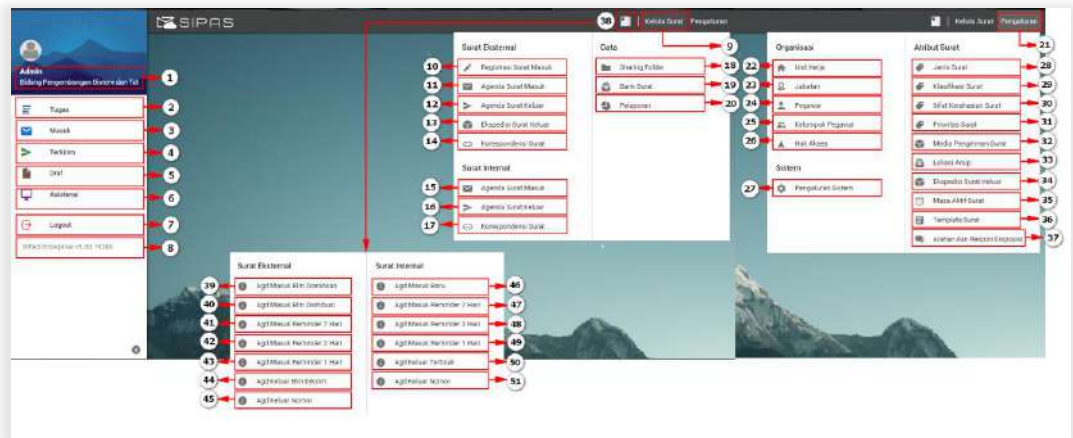 SIPAS
38
Kelola Surat
Pengaturan
Kelola Surat
Pengaturan
Admin
Bidang Pengembangan Sistem dan Tat
1
Tugas
2
Masuk
3
Terkirim
4
Draf
5
6
Logout
7
8
9
Surat Eksternal
10 Registrasi Surat Masuk
11 Agenda Surat Masuk
12 Agenda Surat Keluar
13 Ekspedisi Surat Keluar
14 Korespondensi Surat
Surat Internal
15 Agenda Surat Masuk
16 Agenda Surat Keluar
17 Korespondensi Surat
Data
Sharing Folder 18
Bank Surat 19
Pelaporan 20
21
Organisasi
22 Unit Kerja
23 Jabatan
24 Pegawai
25 Kelompok Pegawai
26 Hak Akses
Sistem
27 Pengaturan Sistem
Atribut Surat
Jenis Surat 28
Klasifikasi Surat 29
Sifat Kerahasiaan Surat 30
Prioritas Surat 31
Media Pengiriman Surat 32
Lokasi Arsip 33
Ekspedisi Surat Keluar 34
Masa Aktif Surat 35
Template Surat 36
Arahan dan Respon Disposisi 37
Surat Eksternal
39
40 Agd Masuk Blm Distribusi
41 Agd Masuk Reminder 7 Hari
42 Agd Masuk Reminder 3 Hari
43 Agd Masuk Reminder 1 Hari
44 Agd Keluar Blm Dikirim
45 Agd Keluar Nomor
Surat Internal
Agd Masuk Baru 46
Agd Masuk Reminder 7 Hari 47
Agd Masuk Reminder 3 Hari 48
Agd Masuk Reminder 1 Hari 49
Agd Keluar Tertolak 50
Agd Keluar Nomor 51